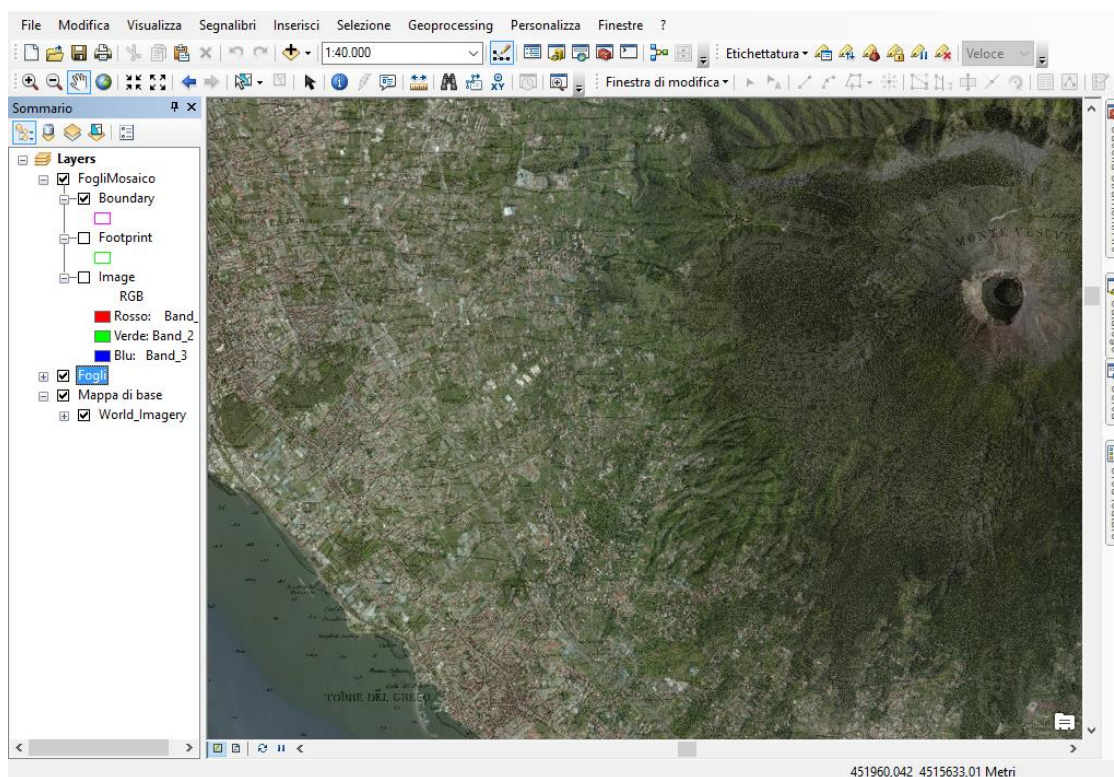 File Modifica Visualizza Segnalibri Inserisci Selezione Geoprocessing Personalizza Finestre ?
1:40.000 Etichettatura Veloce
Finestra di modifica
Sommario
Layers
FogliMosaico
Boundary
Footprint
Image
RGB
Rosso: Band_
Verde: Band_2
Blu: Band_3
Fogli
Mappa di base
World_Imagery
MONTE VESUV
TORRE DEL GRECO
451960,042 4515633,01 Metri